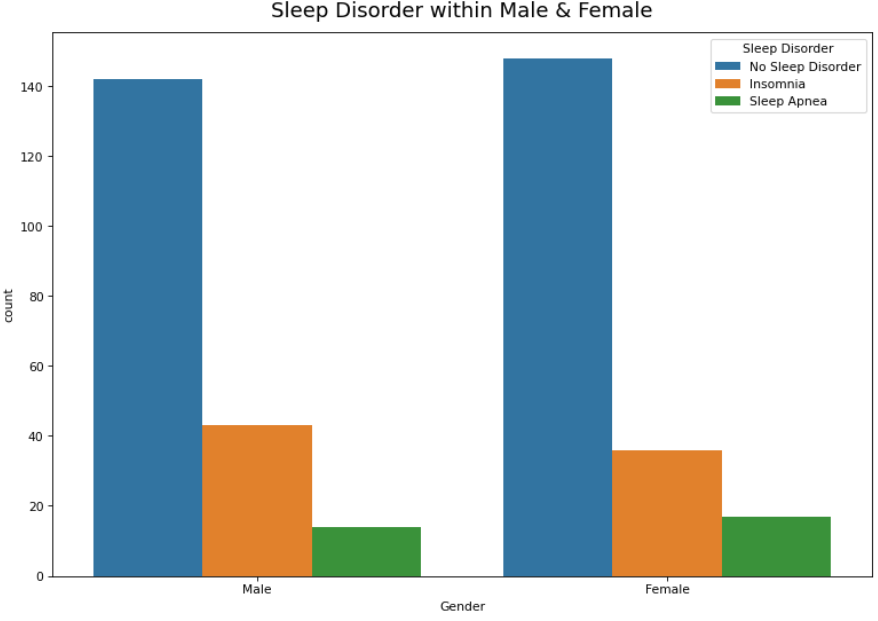 Sleep Disorder within Male & Female
Sleep Disorder
No Sleep Disorder
Insomnia
Sleep Apnea
140
120
100
80
60
40
20
0
count
Male
Female
Gender